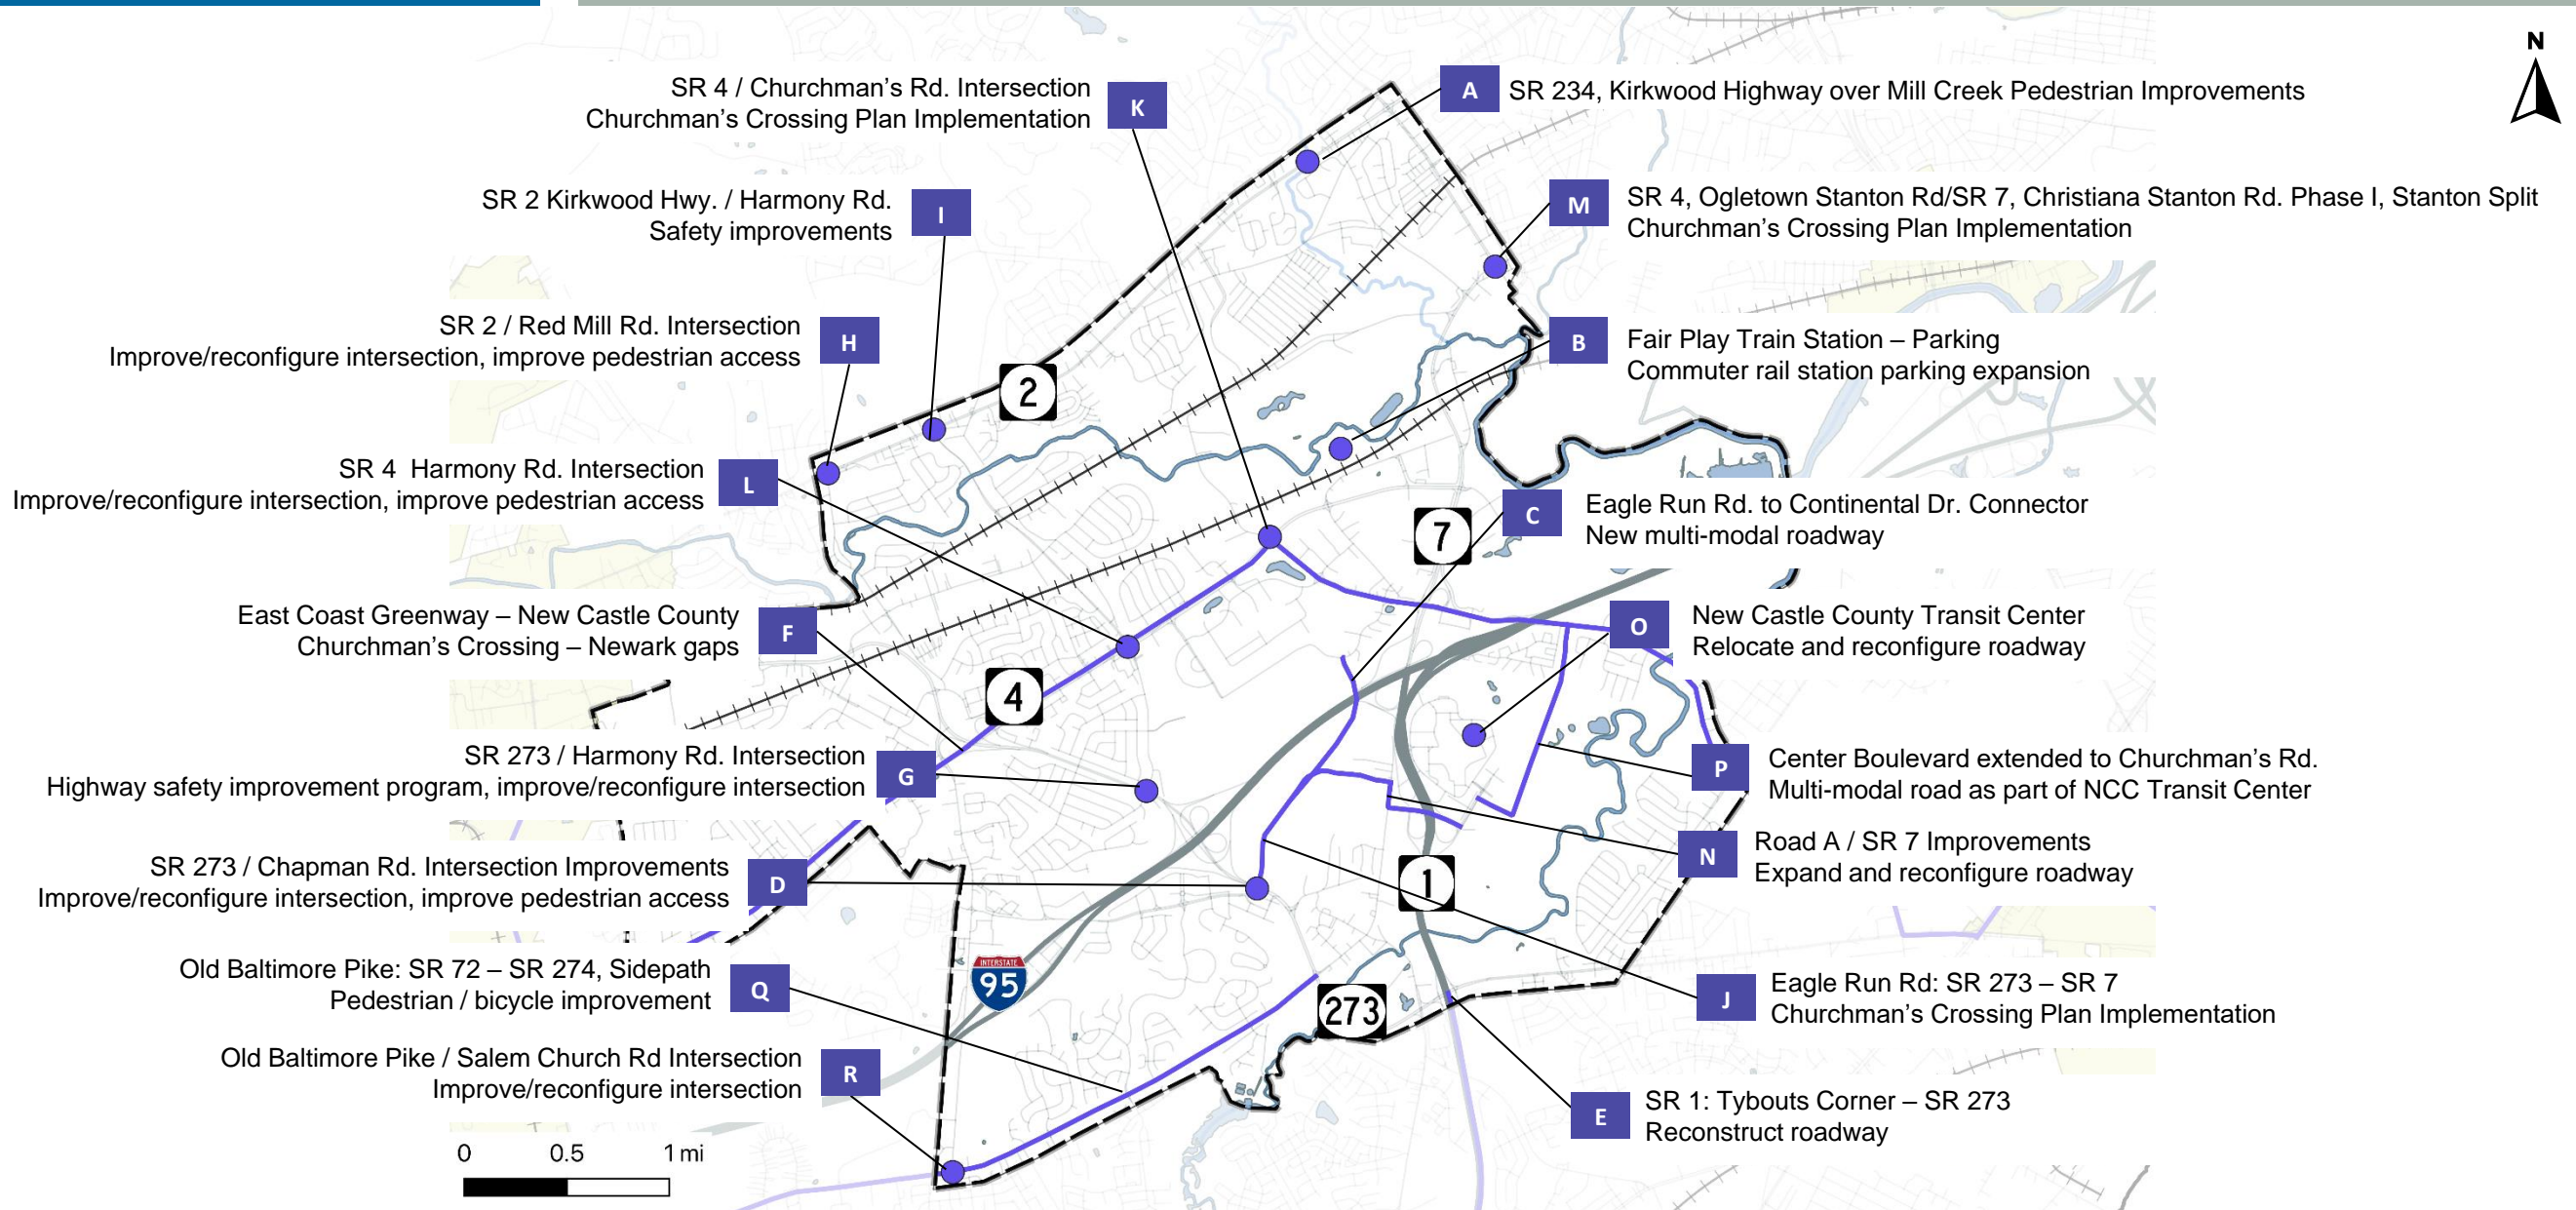 N
SR 4 / Churchman's Rd. Intersection
Churchman's Crossing Plan Implementation
K
A
SR 234, Kirkwood Highway over Mill Creek Pedestrian Improvements
SR 2 Kirkwood Hwy. / Harmony Rd.
Safety improvements
I
M
SR 4, Ogletown Stanton Rd/SR 7, Christiana Stanton Rd. Phase I, Stanton Split
Churchman's Crossing Plan Implementation
SR 2 / Red Mill Rd. Intersection
Improve/reconfigure intersection, improve pedestrian access
H
2
B
Fair Play Train Station – Parking
Commuter rail station parking expansion
SR 4 Harmony Rd. Intersection
Improve/reconfigure intersection, improve pedestrian access
L
7
C
Eagle Run Rd. to Continental Dr. Connector
New multi-modal roadway
East Coast Greenway – New Castle County
Churchman's Crossing – Newark gaps
F
4
O
New Castle County Transit Center
Relocate and reconfigure roadway
SR 273 / Harmony Rd. Intersection
Highway safety improvement program, improve/reconfigure intersection
G
P
Center Boulevard extended to Churchman's Rd.
Multi-modal road as part of NCC Transit Center
SR 273 / Chapman Rd. Intersection Improvements
Improve/reconfigure intersection, improve pedestrian access
D
1
N
Road A / SR 7 Improvements
Expand and reconfigure roadway
Old Baltimore Pike: SR 72 – SR 274, Sidepath
Pedestrian / bicycle improvement
Q
INTERSTATE
95
273
J
Eagle Run Rd: SR 273 – SR 7
Churchman's Crossing Plan Implementation
Old Baltimore Pike / Salem Church Rd Intersection
Improve/reconfigure intersection
R
E
SR 1: Tybouts Corner – SR 273
Reconstruct roadway
0 0.5 1 mi